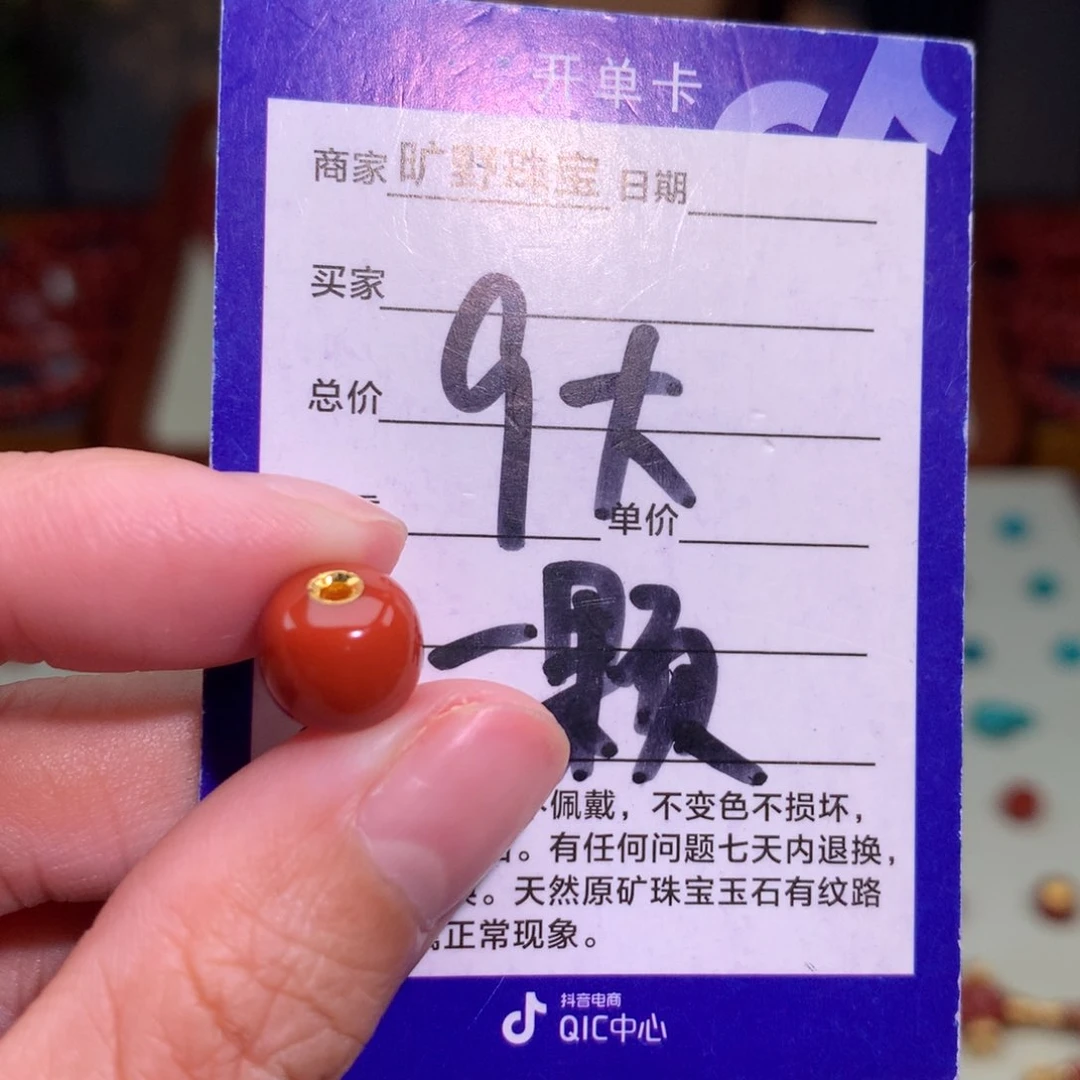 开单卡
商家 旷野珠宝 日期
买家
总价
9大
单价
一颗
佩戴，不变色不损坏，
。有任何问题七天内退换，
。天然原矿珠宝玉石有纹路
正常现象。
抖音电商
QIC中心